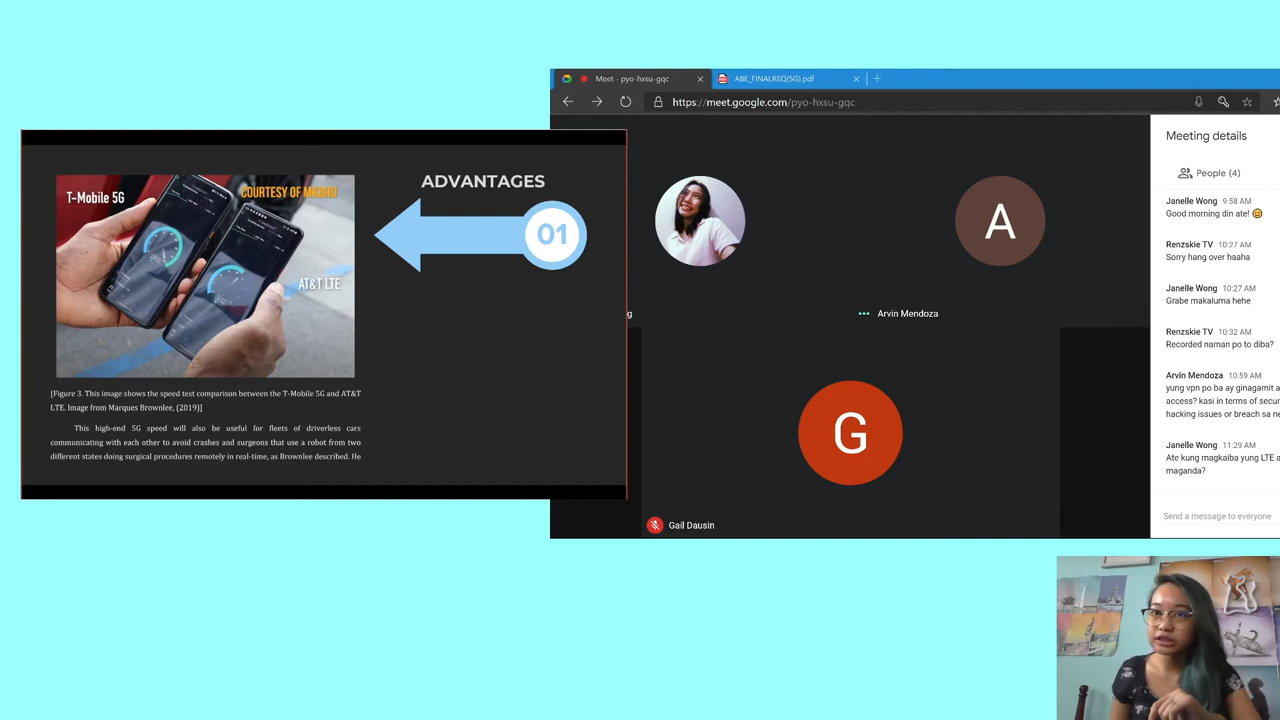 T-Mobile 5G
COURTESY OF MKBHD
AT&T LTE
ADVANTAGES
01
[Figure 3. This image shows the speed test comparison between the T-Mobile 5G and AT&T
LTE. Image from Marques Brownlee, (2019)]
This high-end 5G speed will also be useful for fleets of driverless cars
communicating with each other to avoid crashes and surgeons that use a robot from two
different states doing surgical procedures remotely in real-time, as Brownlee described. He
Meet - pyo-hxsu-gqc
ABE_FINALREQ(5G).pdf
https://meet.google.com/pyo-hxsu-gqc
A
Arvin Mendoza
G
Gail Dausin
Meeting details
People (4)
Janelle Wong 9:58 AM
Good morning din ate!
Renzskie TV 10:27 AM
Sorry hang over haaha
Janelle Wong 10:27 AM
Grabe makaluma hehe
Renzskie TV 10:32 AM
Recorded naman po to diba?
Arvin Mendoza 10:59 AM
yung vpn po ba ay ginagamit a
access? kasi in terms of secur
hacking issues or breach sa ne
Janelle Wong 11:29 AM
Ate kung magkaiba yung LTE a
maganda?
Send a message to everyone